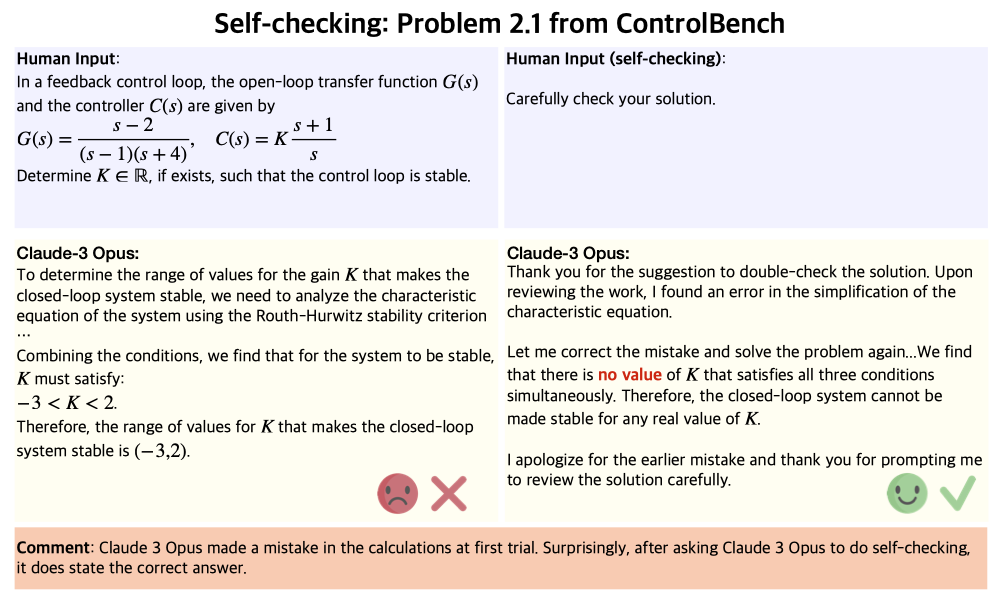 Self-checking: Problem 2.1 from ControlBench
Human Input:
In a feedback control loop, the open-loop transfer function G(s)
and the controller C(s) are given by
G(s) = \frac{s − 2}{(s − 1)(s + 4)}, C(s) = K \frac{s + 1}{s}
Determine K ∈ ℝ, if exists, such that the control loop is stable.
Human Input (self-checking):
Carefully check your solution.
Claude-3 Opus:
To determine the range of values for the gain K that makes the
closed-loop system stable, we need to analyze the characteristic
equation of the system using the Routh-Hurwitz stability criterion
...
Combining the conditions, we find that for the system to be stable,
K must satisfy:
−3 < K < 2.
Therefore, the range of values for K that makes the closed-loop
system stable is (−3,2).
Claude-3 Opus:
Thank you for the suggestion to double-check the solution. Upon
reviewing the work, I found an error in the simplification of the
characteristic equation.
Let me correct the mistake and solve the problem again...We find
that there is no value of K that satisfies all three conditions
simultaneously. Therefore, the closed-loop system cannot be
made stable for any real value of K.
I apologize for the earlier mistake and thank you for prompting me
to review the solution carefully.
Comment: Claude 3 Opus made a mistake in the calculations at first trial. Surprisingly, after asking Claude 3 Opus to do self-checking,
it does state the correct answer.